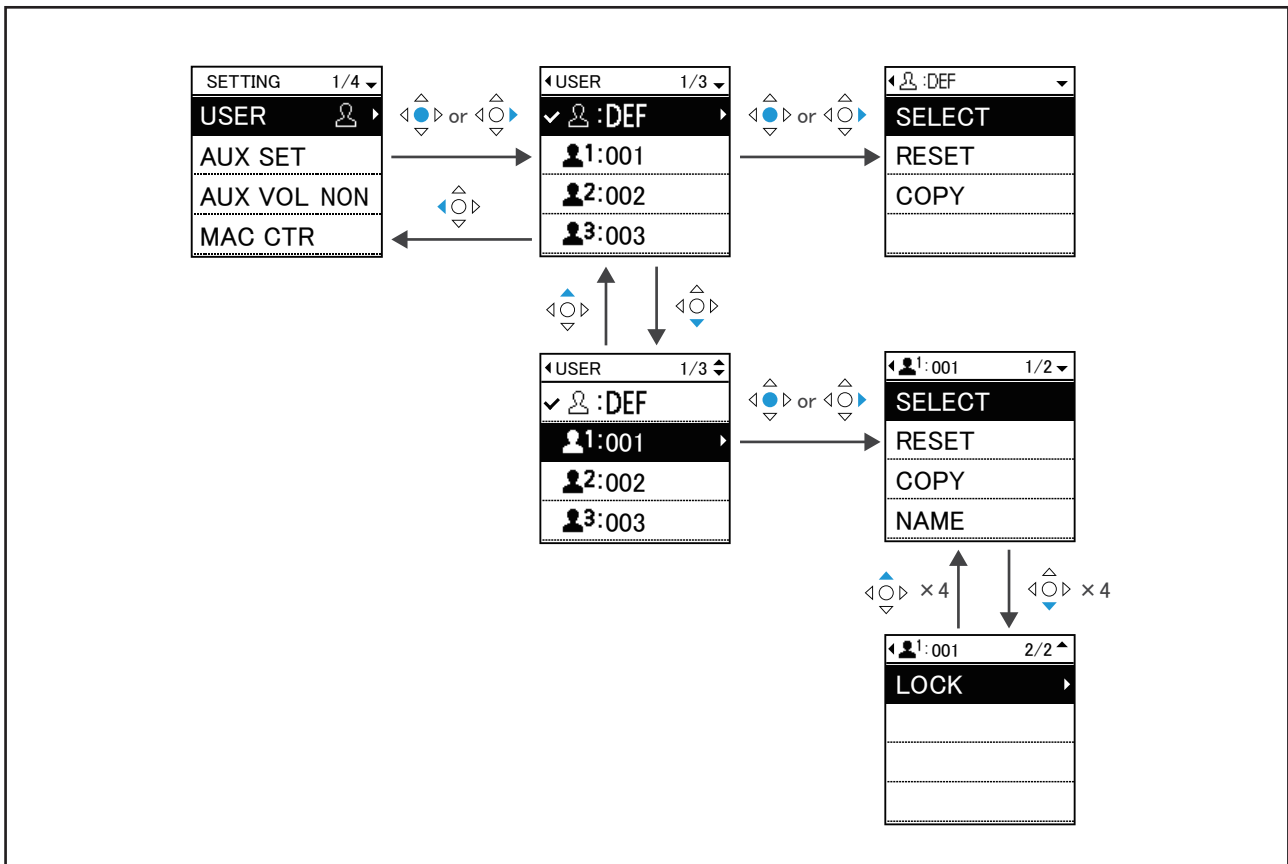 SETTING 1/4
USER
AUX SET
AUX VOL NON
MAC CTR
or
USER 1/3
:DEF
1:001
2:002
3:003
or
:DEF
SELECT
RESET
COPY
USER 1/3
:DEF
1:001
2:002
3:003
or
1:001 1/2
SELECT
RESET
COPY
NAME
×4
×4
1:001 2/2
LOCK